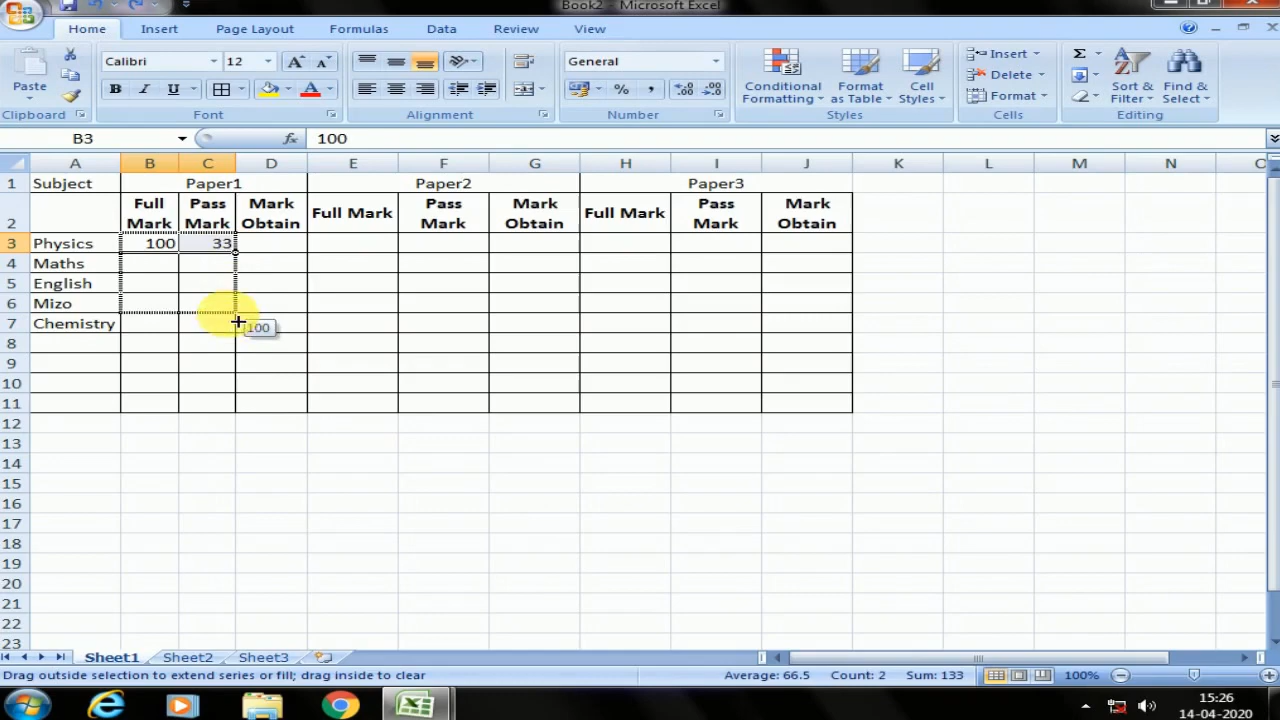 Book2 - Microsoft Excel
Home Insert Page Layout Formulas Data Review View
Paste
Calibri 12
General
B I U
Conditional Formatting
Format as Table
Cell Styles
Insert
Delete
Format
Sort & Filter
Find & Select
Clipboard Font Alignment Number Styles Cells Editing
B3 fx 100
A B C D E F G H I J K L M N O
1 Subject Paper1 Paper2 Paper3
2 Full Mark Pass Mark Mark Obtain Full Mark Pass Mark Mark Obtain Full Mark Pass Mark Mark Obtain
3 Physics 100 33
4 Maths
5 English
6 Mizo
7 Chemistry
100
8
9
10
11
12
13
14
15
16
17
18
19
20
21
22
23
Sheet1 Sheet2 Sheet3
Drag outside selection to extend series or fill; drag inside to clear Average: 66.5 Count: 2 Sum: 133 100%
15:26
14-04-2020